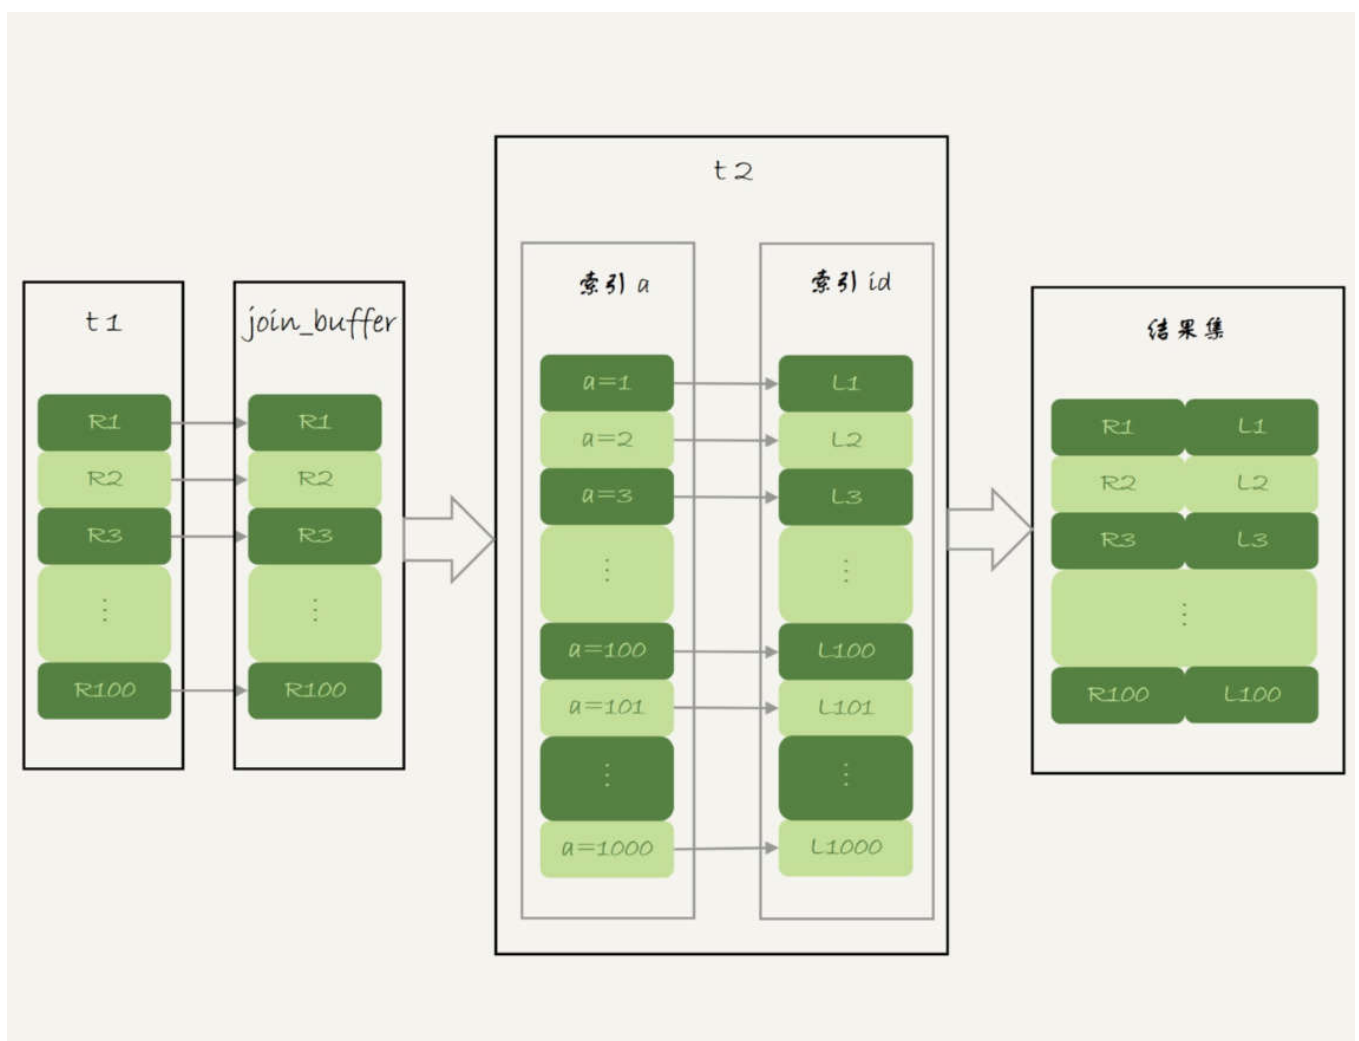 t1
R1
R2
R3
⋮
R100
join_buffer
R1
R2
R3
⋮
R100
t2
索引 a
a=1
a=2
a=3
⋮
a=100
a=101
⋮
a=1000
索引 id
L1
L2
L3
⋮
L100
L101
⋮
L1000
结果集
R1 L1
R2 L2
R3 L3
⋮
R100 L100